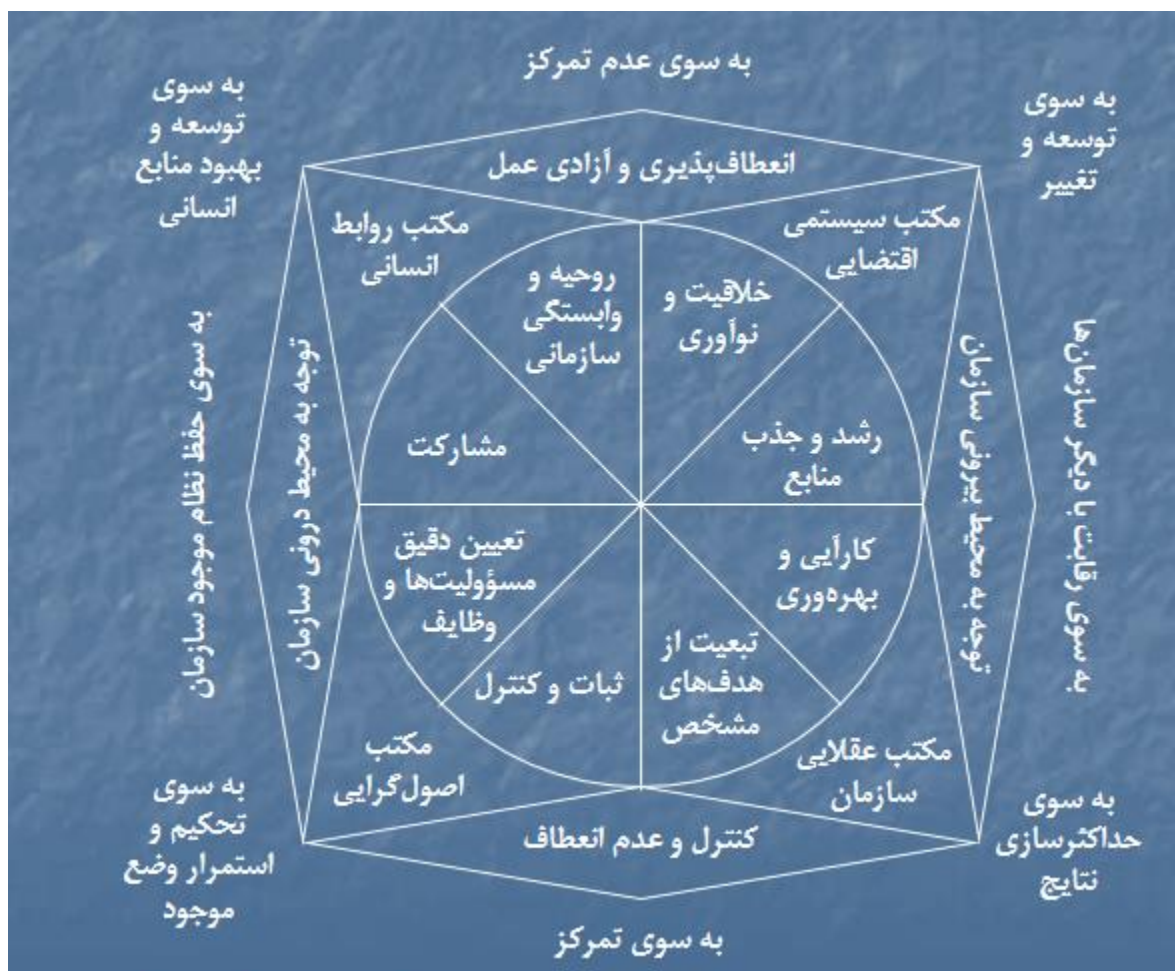 به سوی عدم تمرکز
به سوی
توسعه و
تغییر
به سوی
توسعه و
بهبود منابع
انسانی
انعطاف‌پذیری و آزادی عمل
مکتب سیستمی
اقتضایی
مکتب روابط
انسانی
خلاقیت و
نوآوری
روحیه و
وابستگی
سازمانی
به سوی رقابت با دیگر سازمان‌ها
توجه به محیط بیرونی سازمان
توجه به محیط درونی سازمان
به سوی حفظ نظام موجود سازمان
رشد و جذب
منابع
مشارکت
کارآیی و
بهره‌وری
تعیین دقیق
مسؤولیت‌ها و
وظایف
تبعیت از
هدف‌های
مشخص
ثبات و کنترل
مکتب عقلایی
سازمان
مکتب
اصول‌گرایی
به سوی
حداکثرسازی
نتایج
به سوی
تحکیم و
استمرار وضع
موجود
کنترل و عدم انعطاف
به سوی تمرکز